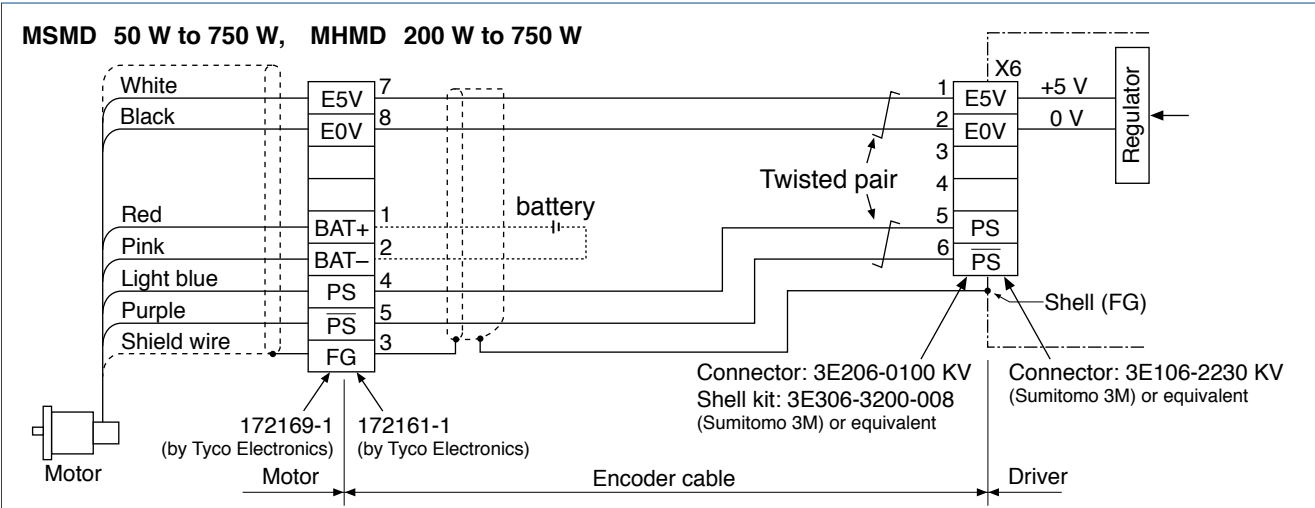 MSMD 50 W to 750 W, MHMD 200 W to 750 W
X6
White
E5V
7
1
E5V
+5 V
Black
E0V
8
2
E0V
0 V
Regulator
3
4
Twisted pair
battery
Red
BAT+
1
5
PS
Pink
BAT–
2
6
P̅S̅
Light blue
PS
4
Purple
P̅S̅
5
Shell (FG)
Shield wire
FG
3
Connector: 3E206-0100 KV
Shell kit: 3E306-3200-008
(Sumitomo 3M) or equivalent
Connector: 3E106-2230 KV
(Sumitomo 3M) or equivalent
172169-1
(by Tyco Electronics)
172161-1
(by Tyco Electronics)
Motor
Motor
Encoder cable
Driver